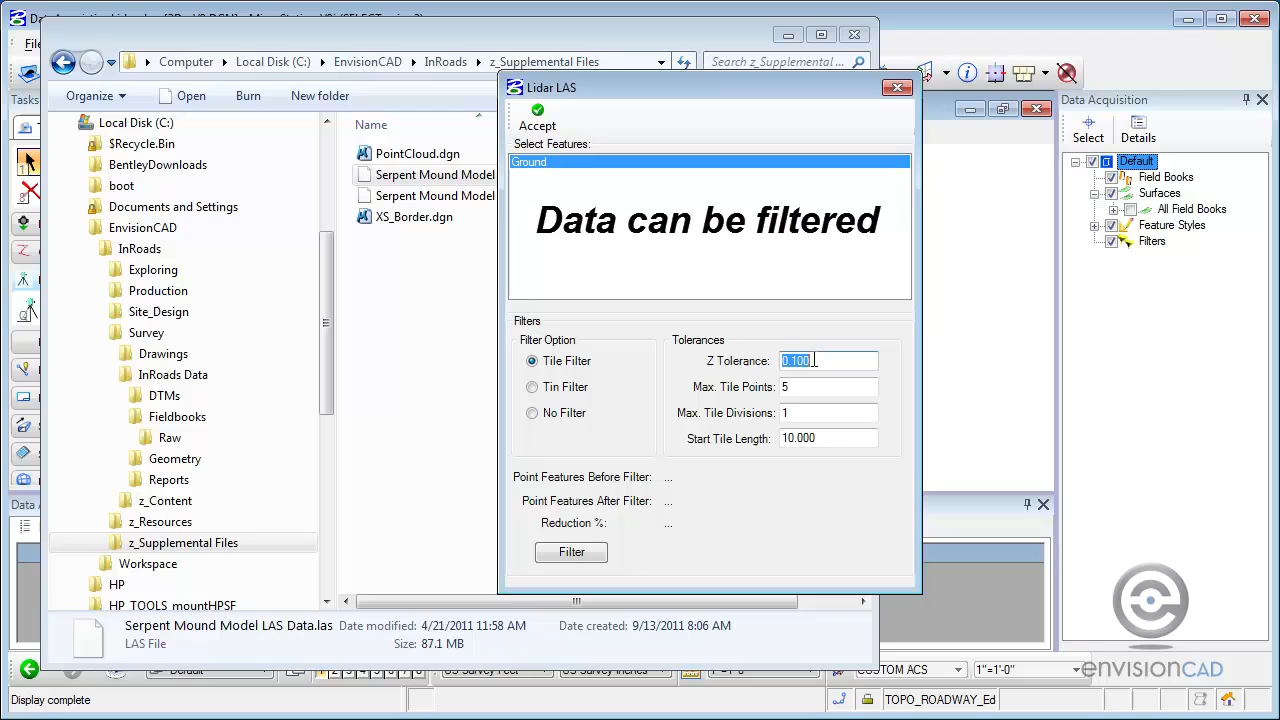 Fi
Computer
Local Disk (C:)
EnvisionCAD
InRoads
z_Supplemental Files
Search z_Supplemental ...
Organize
Open
Burn
New folder
Tasks
Local Disk (C:)
$Recycle.Bin
BentleyDownloads
boot
Documents and Settings
EnvisionCAD
InRoads
Exploring
Production
Site_Design
Survey
Drawings
InRoads Data
DTMs
Fieldbooks
Raw
Geometry
Reports
z_Content
z_Resources
z_Supplemental Files
Workspace
HP
HP_TOOLS_mountHPSF
Name
PointCloud.dgn
Serpent Mound Model
Serpent Mound Model
XS_Border.dgn
Serpent Mound Model LAS Data.las
Date modified: 4/21/2011 11:58 AM
Date created: 9/13/2011 8:06 AM
LAS File
Size: 87.1 MB
Lidar LAS
Accept
Select Features:
Ground
Data can be filtered
Filters
Filter Option
Tile Filter
Tin Filter
No Filter
Tolerances
Z Tolerance: 0.100
Max. Tile Points: 5
Max. Tile Divisions: 1
Start Tile Length: 10.000
Point Features Before Filter: ...
Point Features After Filter: ...
Reduction %: ...
Filter
Data Acquisition
Select
Details
Default
Field Books
Surfaces
All Field Books
Feature Styles
Filters
envisionCAD
Data A
CUSTOM ACS
1"=1'-0"
Display complete
TOPO_ROADWAY_Ed